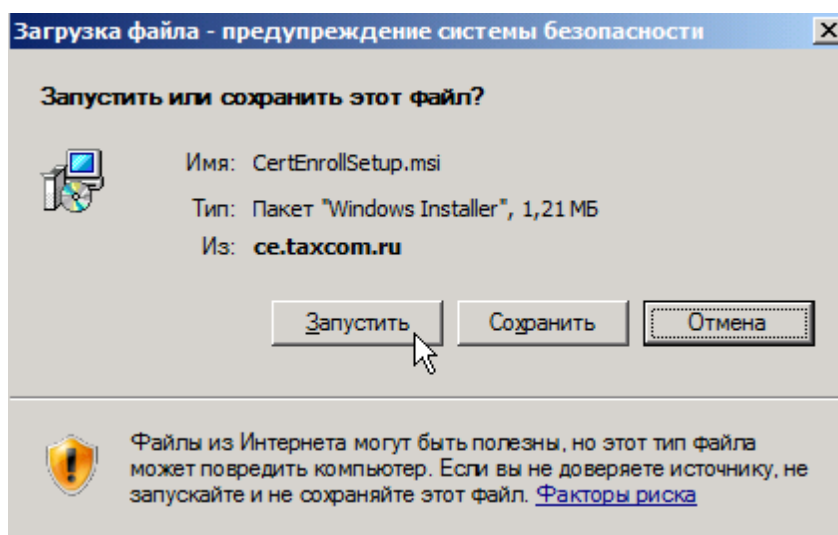 Загрузка файла - предупреждение системы безопасности
Запустить или сохранить этот файл?
Имя: CertEnrollSetup.msi
Тип: Пакет "Windows Installer", 1,21 МБ
Из: ce.taxcom.ru
Запустить Сохранить Отмена
Файлы из Интернета могут быть полезны, но этот тип файла
может повредить компьютер. Если вы не доверяете источнику, не
запускайте и не сохраняйте этот файл. Факторы риска